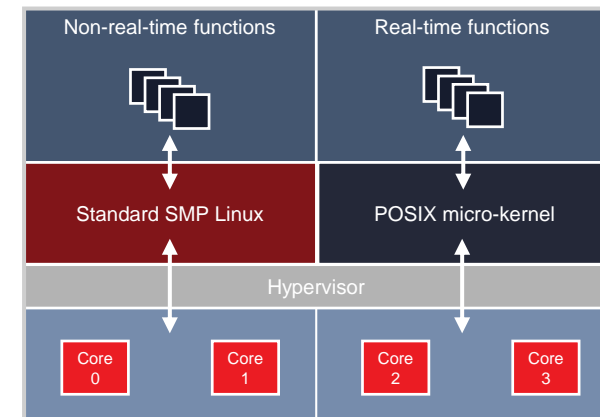 Non-real-time functions
Real-time functions
Standard SMP Linux
POSIX micro-kernel
Hypervisor
Core
0
Core
1
Core
2
Core
3